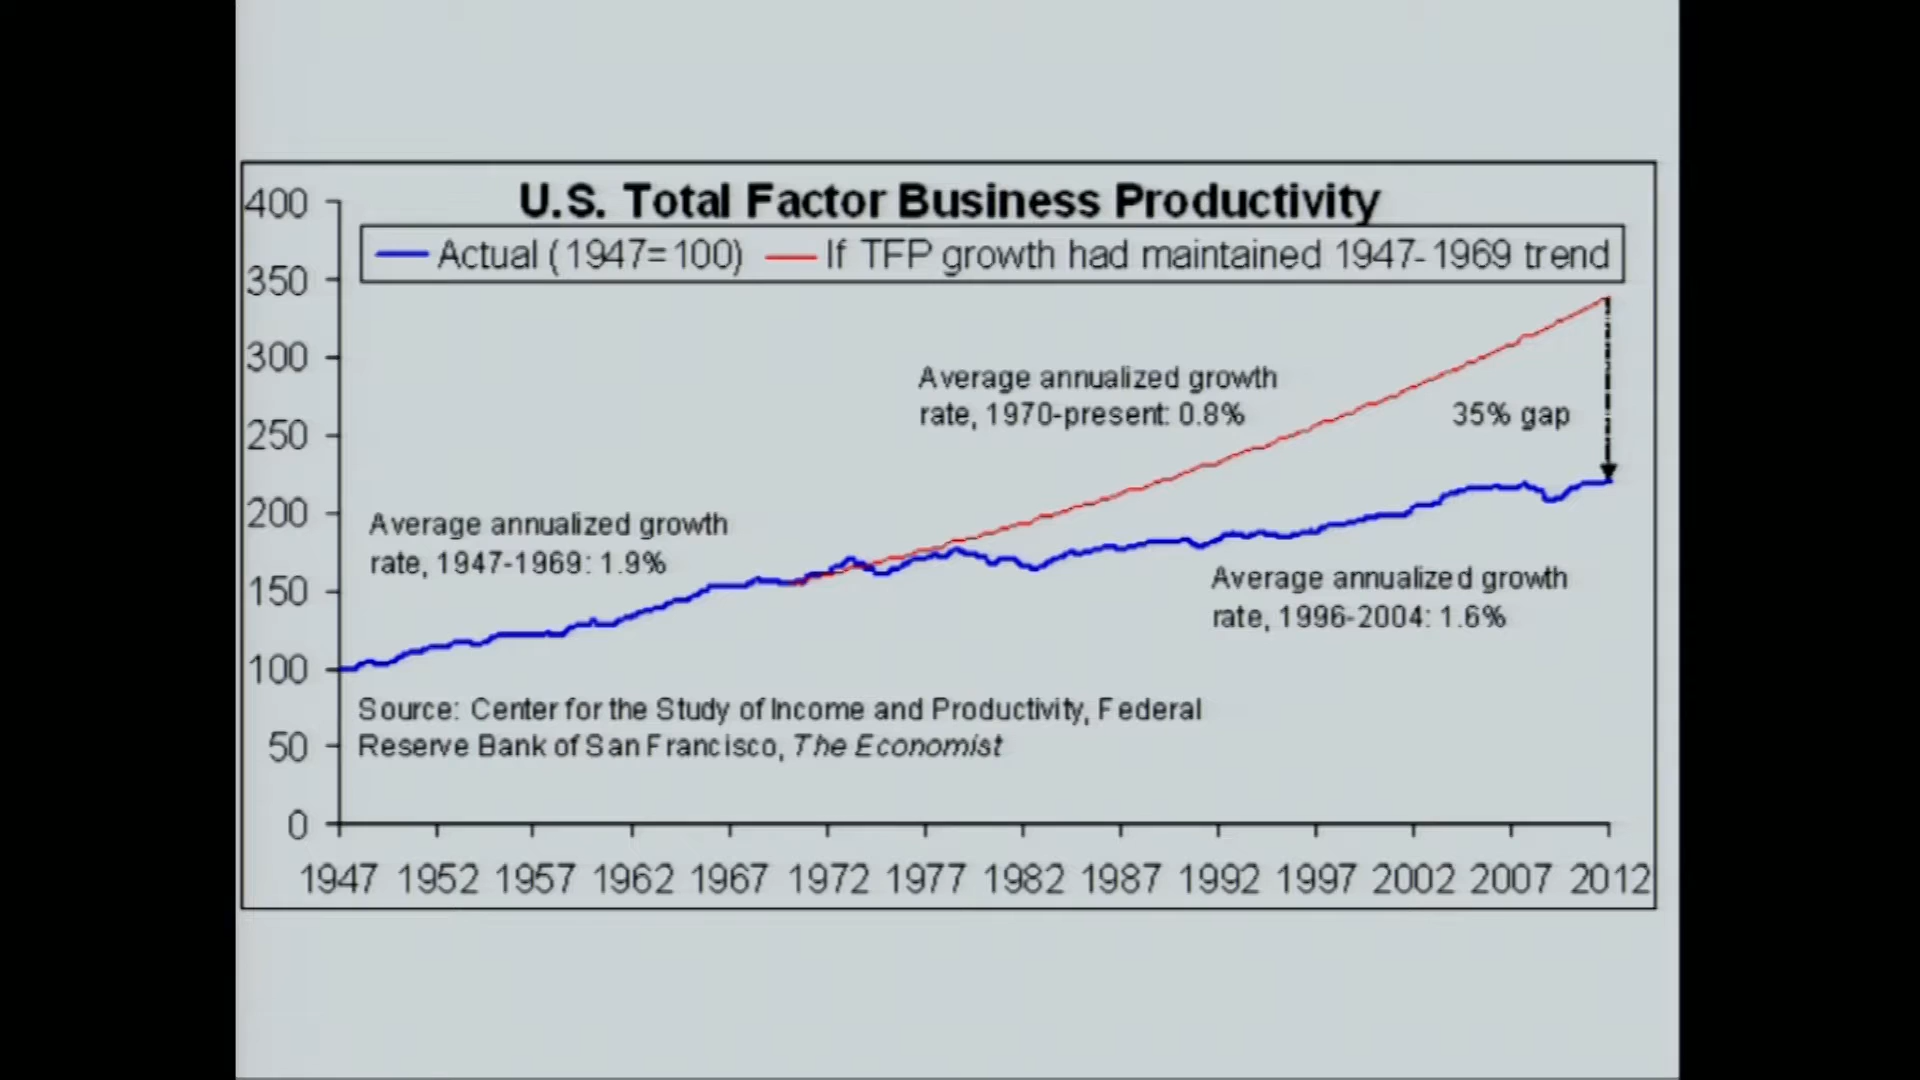 U.S. Total Factor Business Productivity
Actual (1947=100) If TFP growth had maintained 1947-1969 trend
400
350
300
250
200
150
100
50
0
Average annualized growth
rate, 1970-present: 0.8%
35% gap
Average annualized growth
rate, 1947-1969: 1.9%
Average annualized growth
rate, 1996-2004: 1.6%
Source: Center for the Study of Income and Productivity, Federal
Reserve Bank of San Francisco, The Economist
1947 1952 1957 1962 1967 1972 1977 1982 1987 1992 1997 2002 2007 2012